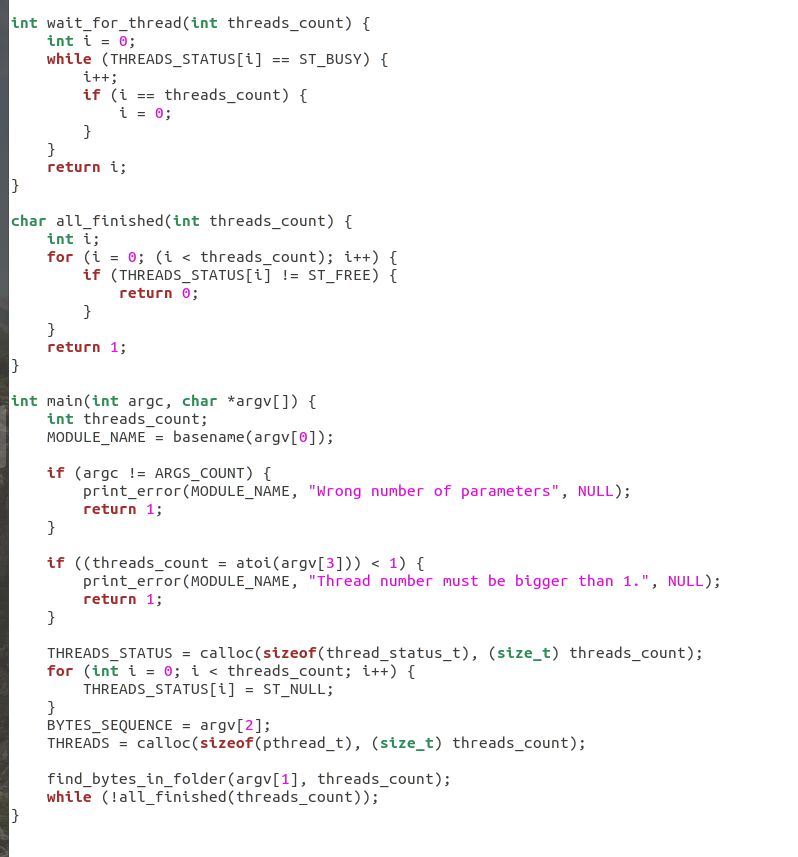 int wait_for_thread(int threads_count) {
    int i = 0;
    while (THREADS_STATUS[i] == ST_BUSY) {
        i++;
        if (i == threads_count) {
            i = 0;
        }
    }
    return i;
}

char all_finished(int threads_count) {
    int i;
    for (i = 0; (i < threads_count); i++) {
        if (THREADS_STATUS[i] != ST_FREE) {
            return 0;
        }
    }
    return 1;
}

int main(int argc, char *argv[]) {
    int threads_count;
    MODULE_NAME = basename(argv[0]);

    if (argc != ARGS_COUNT) {
        print_error(MODULE_NAME, "Wrong number of parameters", NULL);
        return 1;
    }

    if ((threads_count = atoi(argv[3])) < 1) {
        print_error(MODULE_NAME, "Thread number must be bigger than 1.", NULL);
        return 1;
    }

    THREADS_STATUS = calloc(sizeof(thread_status_t), (size_t) threads_count);
    for (int i = 0; i < threads_count; i++) {
        THREADS_STATUS[i] = ST_NULL;
    }
    BYTES_SEQUENCE = argv[2];
    THREADS = calloc(sizeof(pthread_t), (size_t) threads_count);

    find_bytes_in_folder(argv[1], threads_count);
    while (!all_finished(threads_count));
}